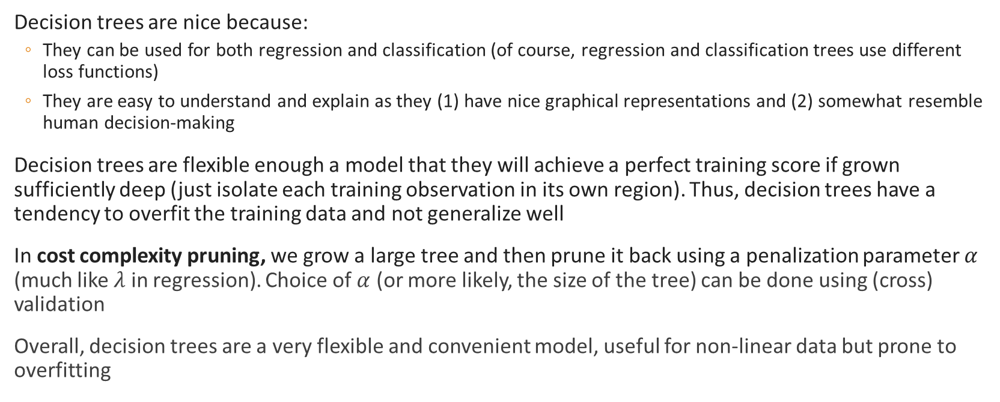 Decision trees are nice because:
◦ They can be used for both regression and classification (of course, regression and classification trees use different
loss functions)
◦ They are easy to understand and explain as they (1) have nice graphical representations and (2) somewhat resemble
human decision-making
Decision trees are flexible enough a model that they will achieve a perfect training score if grown
sufficiently deep (just isolate each training observation in its own region). Thus, decision trees have a
tendency to overfit the training data and not generalize well
In cost complexity pruning, we grow a large tree and then prune it back using a penalization parameter α
(much like λ in regression). Choice of α (or more likely, the size of the tree) can be done using (cross)
validation
Overall, decision trees are a very flexible and convenient model, useful for non-linear data but prone to
overfitting